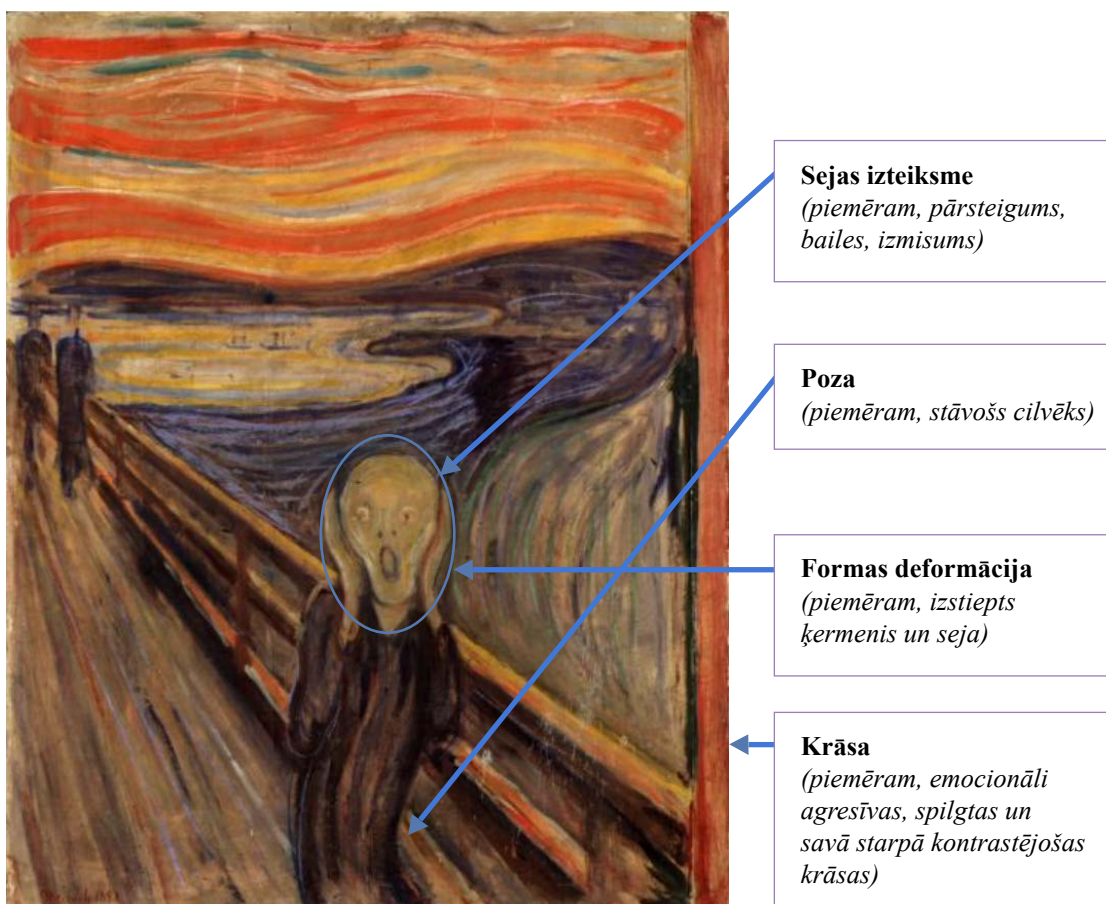 Sejas izteiksme
(piemēram, pārsteigums,
bailes, izmisums)
Poza
(piemēram, stāvošs cilvēks)
Formas deformācija
(piemēram, izstiepts
ķermenis un seja)
Krāsa
(piemēram, emocionāli
agresīvas, spilgtas un
savā starpā kontrastējošas
krāsas)